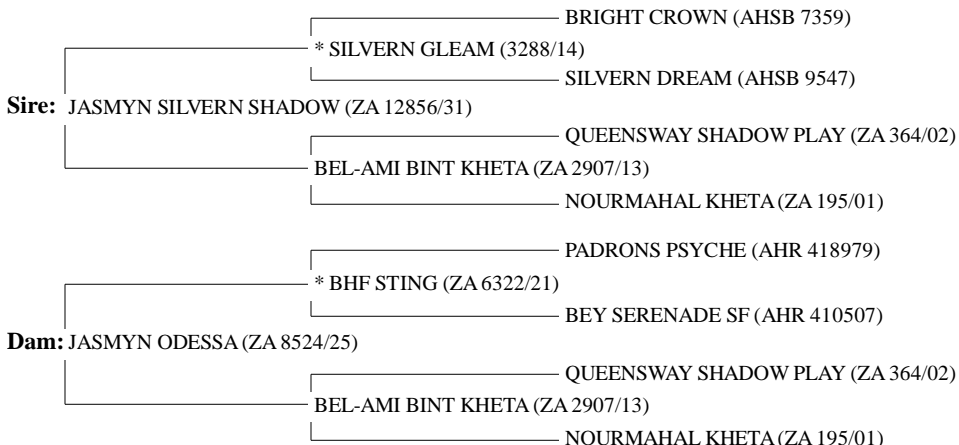 BRIGHT CROWN (AHSB 7359)
* SILVERN GLEAM (3288/14)
SILVERN DREAM (AHSB 9547)
Sire: JASMYN SILVERN SHADOW (ZA 12856/31)
QUEENSWAY SHADOW PLAY (ZA 364/02)
BEL-AMI BINT KHETA (ZA 2907/13)
NOURMAHAL KHETA (ZA 195/01)
PADRONS PSYCHE (AHR 418979)
* BHF STING (ZA 6322/21)
BEY SERENADE SF (AHR 410507)
Dam: JASMYN ODESSA (ZA 8524/25)
QUEENSWAY SHADOW PLAY (ZA 364/02)
BEL-AMI BINT KHETA (ZA 2907/13)
NOURMAHAL KHETA (ZA 195/01)